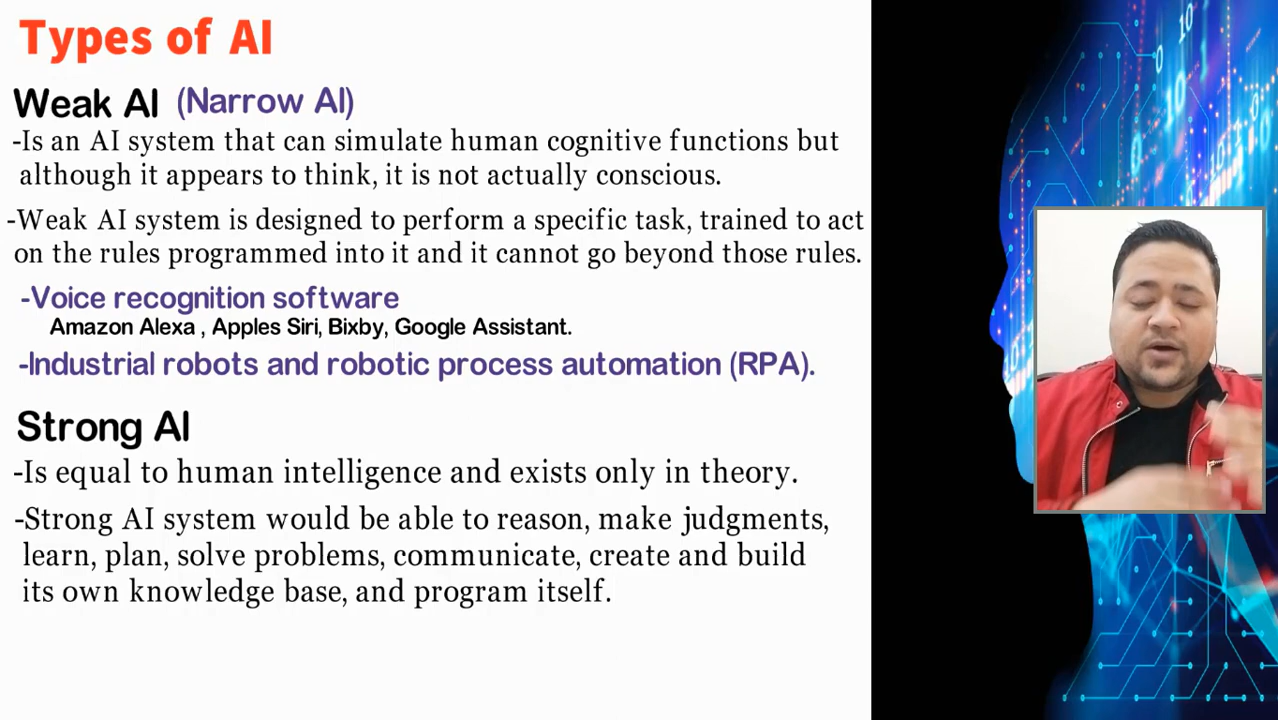 Types of AI
Weak AI (Narrow AI)
-Is an AI system that can simulate human cognitive functions but
although it appears to think, it is not actually conscious.
-Weak AI system is designed to perform a specific task, trained to act
on the rules programmed into it and it cannot go beyond those rules.
-Voice recognition software
Amazon Alexa , Apples Siri, Bixby, Google Assistant.
-Industrial robots and robotic process automation (RPA).
Strong AI
-Is equal to human intelligence and exists only in theory.
-Strong AI system would be able to reason, make judgments,
learn, plan, solve problems, communicate, create and build
its own knowledge base, and program itself.